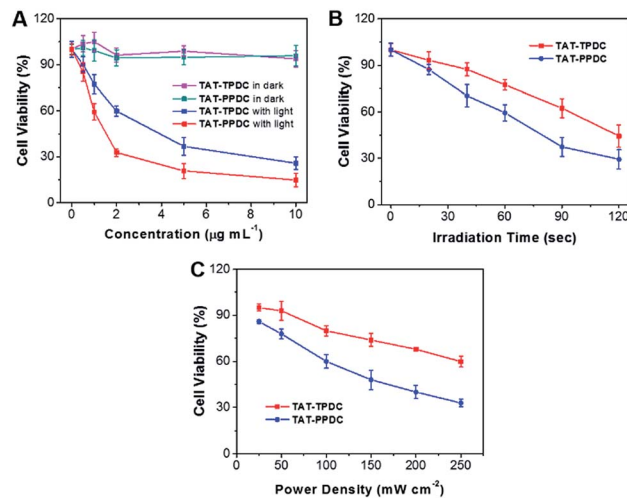 A
Cell Viability (%)
120
90
60
30
0
TAT-TPDC in dark
TAT-PPDC in dark
TAT-TPDC with light
TAT-PPDC with light
0 2 4 6 8 10
Concentration (µg mL⁻¹)
B
Cell Viability (%)
120
90
60
30
0
TAT-TPDC
TAT-PPDC
0 30 60 90 120
Irradiation Time (sec)
C
Cell Viability (%)
120
90
60
30
0
TAT-TPDC
TAT-PPDC
0 50 100 150 200 250
Power Density (mW cm⁻²)